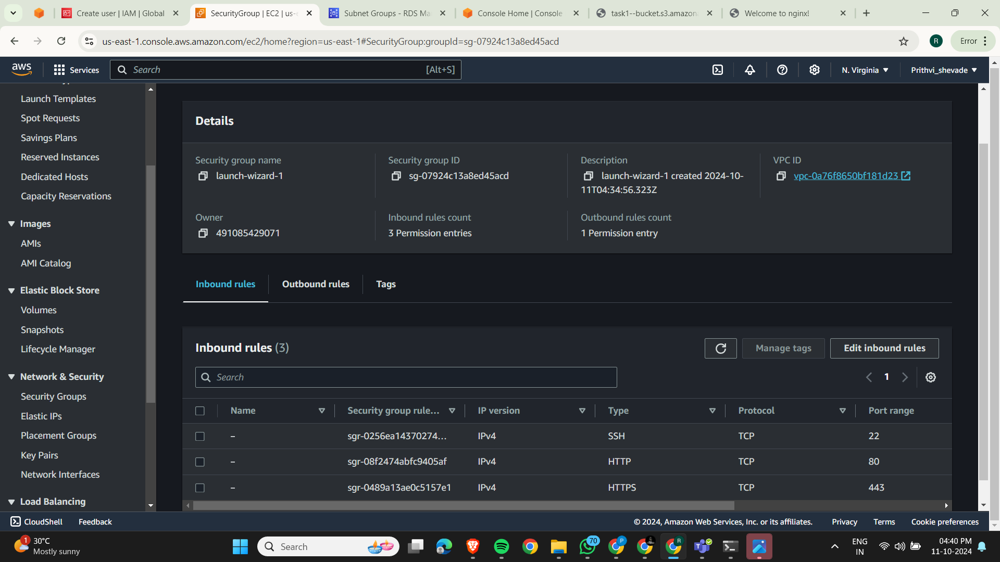 Create user | IAM | Global
SecurityGroup | EC2 | us-e
Subnet Groups - RDS Ma
Console Home | Console
task1--bucket.s3.amazon
Welcome to nginx!
us-east-1.console.aws.amazon.com/ec2/home?region=us-east-1#SecurityGroup:groupId=sg-07924c13a8ed45acd
R
Error
aws
Services
Search
[Alt+S]
N. Virginia
Prithvi_shevade
Launch Templates
Spot Requests
Savings Plans
Reserved Instances
Dedicated Hosts
Capacity Reservations
Images
AMIs
AMI Catalog
Elastic Block Store
Volumes
Snapshots
Lifecycle Manager
Network & Security
Security Groups
Elastic IPs
Placement Groups
Key Pairs
Network Interfaces
Load Balancing
Details
Security group name
launch-wizard-1
Security group ID
sg-07924c13a8ed45acd
Description
launch-wizard-1 created 2024-10-
11T04:34:56.323Z
VPC ID
vpc-0a76f8650bf181d23
Owner
491085429071
Inbound rules count
3 Permission entries
Outbound rules count
1 Permission entry
Inbound rules
Outbound rules
Tags
Inbound rules (3)
Manage tags
Edit inbound rules
Search
1
Name Security group rule... IP version Type Protocol Port range
– sgr-0256ea14370274... IPv4 SSH TCP 22
– sgr-08f2474abfc9405af IPv4 HTTP TCP 80
– sgr-0489a13ae0c5157e1 IPv4 HTTPS TCP 443
CloudShell
Feedback
© 2024, Amazon Web Services, Inc. or its affiliates.
Privacy
Terms
Cookie preferences
1
30°C
Mostly sunny
Search
70
P
R
ENG
IN
04:40 PM
11-10-2024